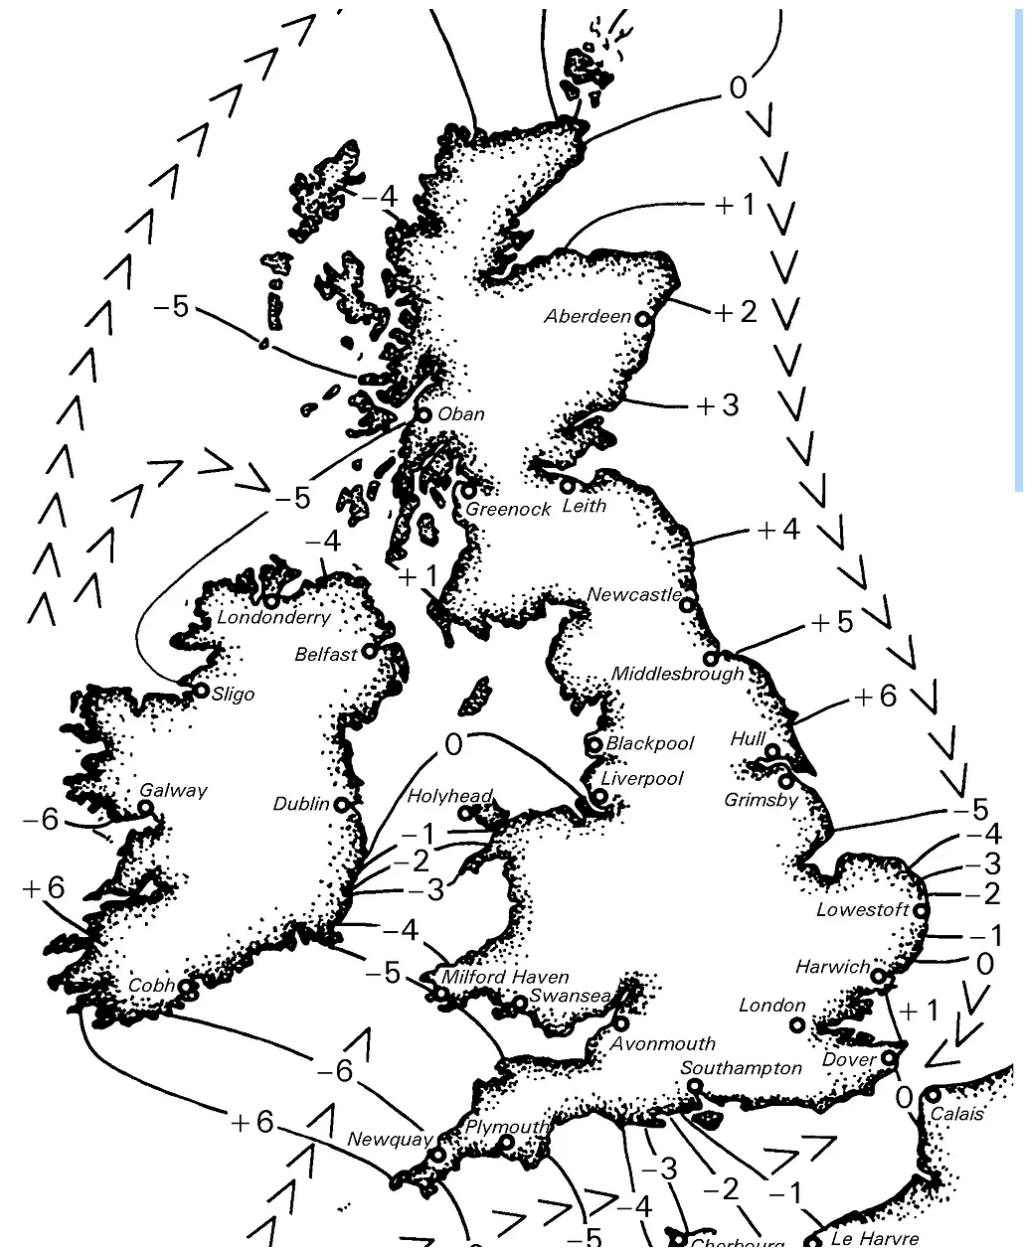 0
−4
+1
−5
+2
Aberdeen
+3
Oban
−5
Greenock
Leith
+4
−4
+1
Newcastle
Londonderry
+5
Belfast
Middlesbrough
Sligo
+6
Hull
0
Blackpool
Liverpool
Galway
Holyhead
Grimsby
Dublin
−5
−6
−1
−4
−2
−3
+6
−3
−2
Lowestoft
−4
−1
0
−5
Milford Haven
Harwich
Cobh
Swansea
London
+1
Avonmouth
Dover
−6
Southampton
0
Calais
+6
Plymouth
Newquay
−3
−2
−1
−4
−5
Cherbourg
Le Harvre